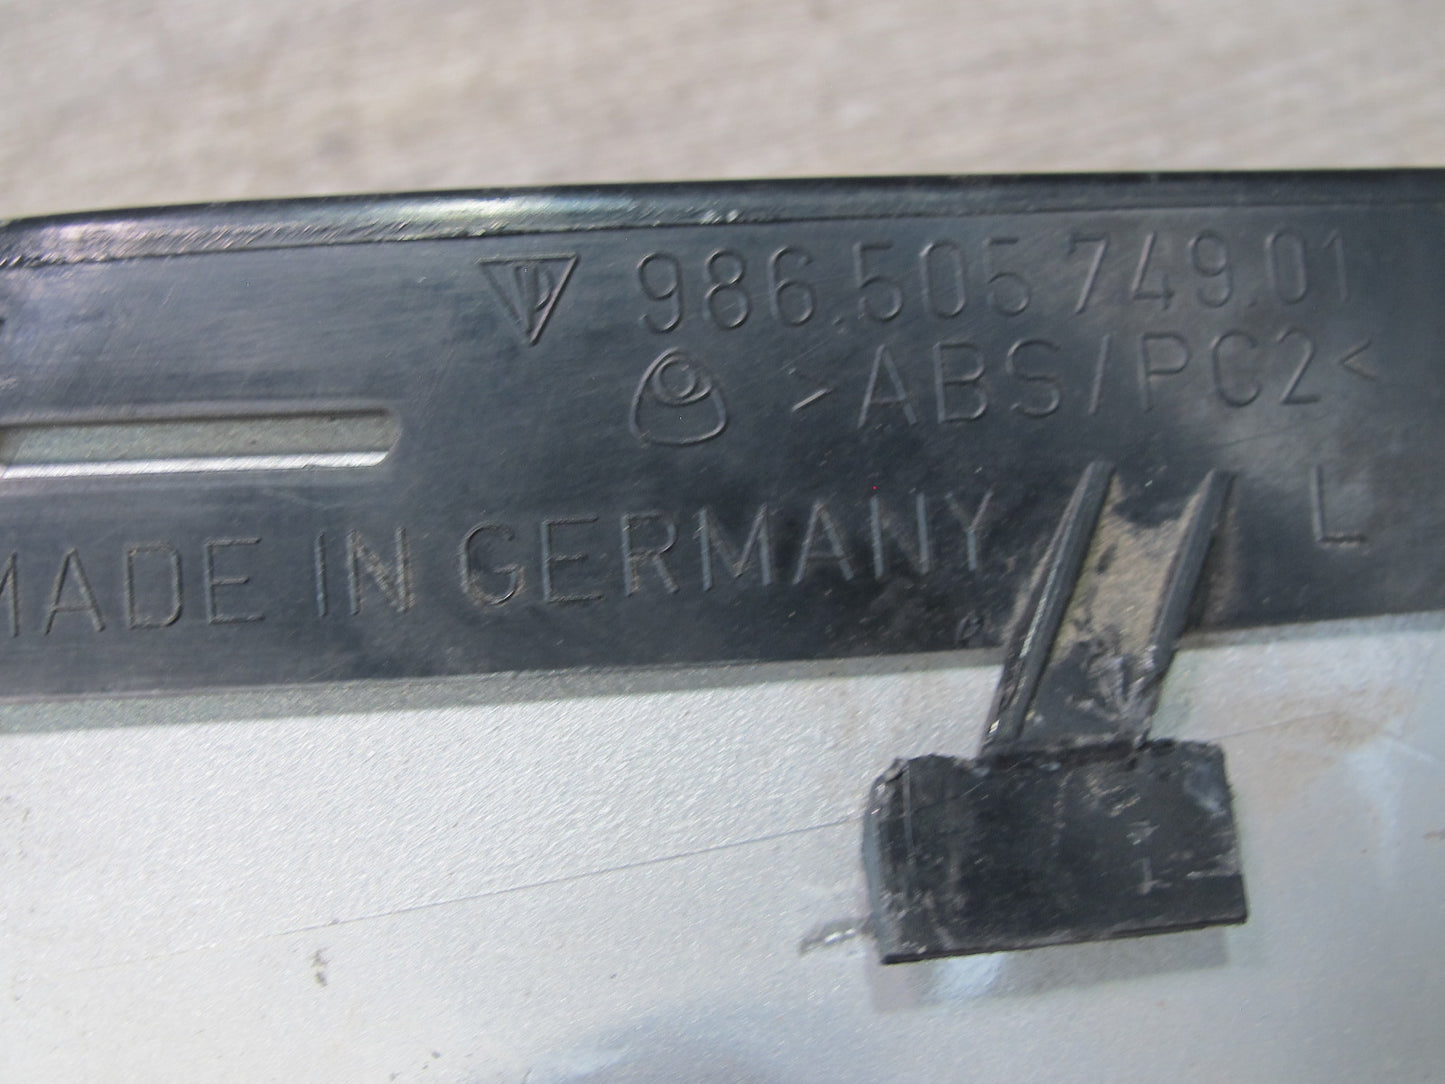 986.505 749.01
>ABS/PC2<
MADE IN GERMANY
L